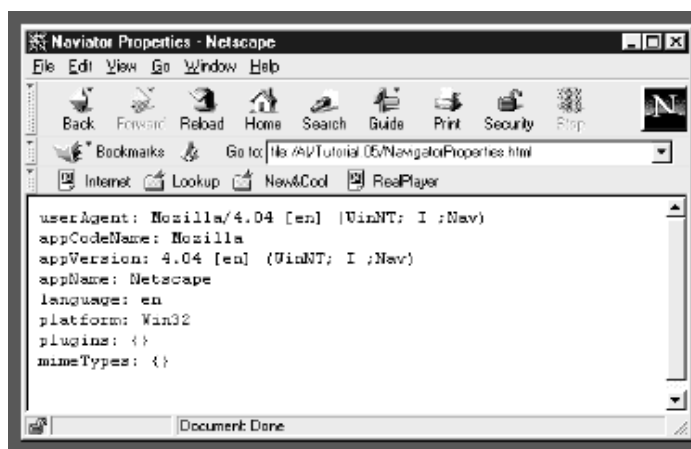 Naviator Properties - Netscape
File Edit View Go Window Help
Back Forward Reload Home Search Guide Print Security Stop
N
Bookmarks Go to: file:/A|/Tutorial.05/NavigatorProperties.html
Internet Lookup New&Cool RealPlayer
userAgent: Mozilla/4.04 [en] (WinNT; I ;Nav)
appCodeName: Mozilla
appVersion: 4.04 [en] (WinNT; I ;Nav)
appName: Netscape
language: en
platform: Win32
plugins: {}
mimeTypes: {}
Document: Done